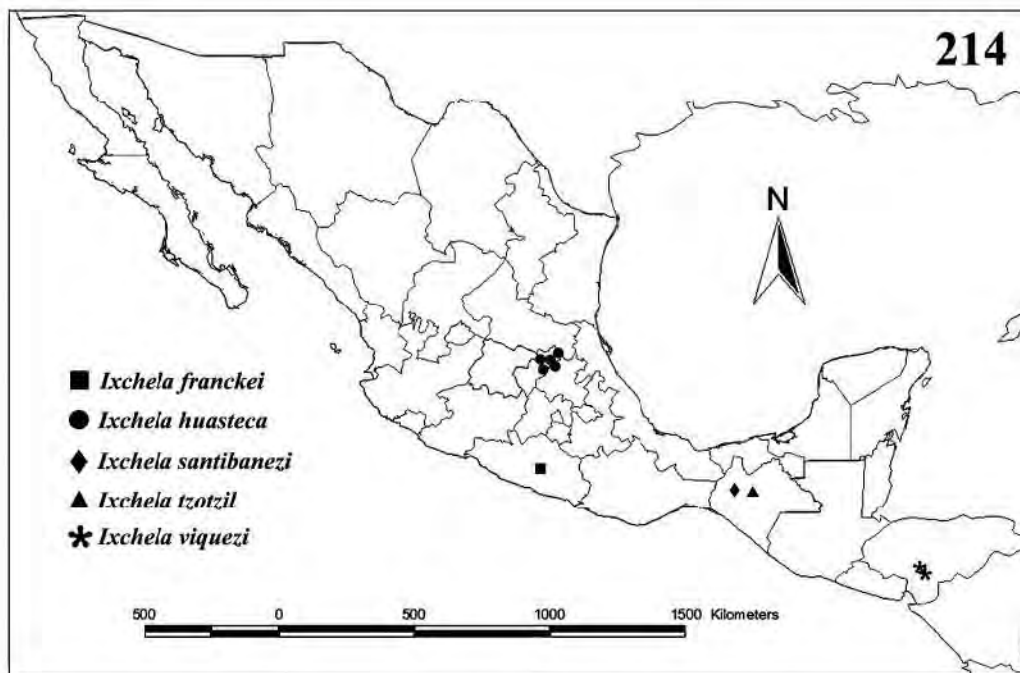 214
N
Ixchela franckei
Ixchela huasteca
Ixchela santibanezi
Ixchela tzotzil
Ixchela viquezi
500 0 500 1000 1500 Kilometers